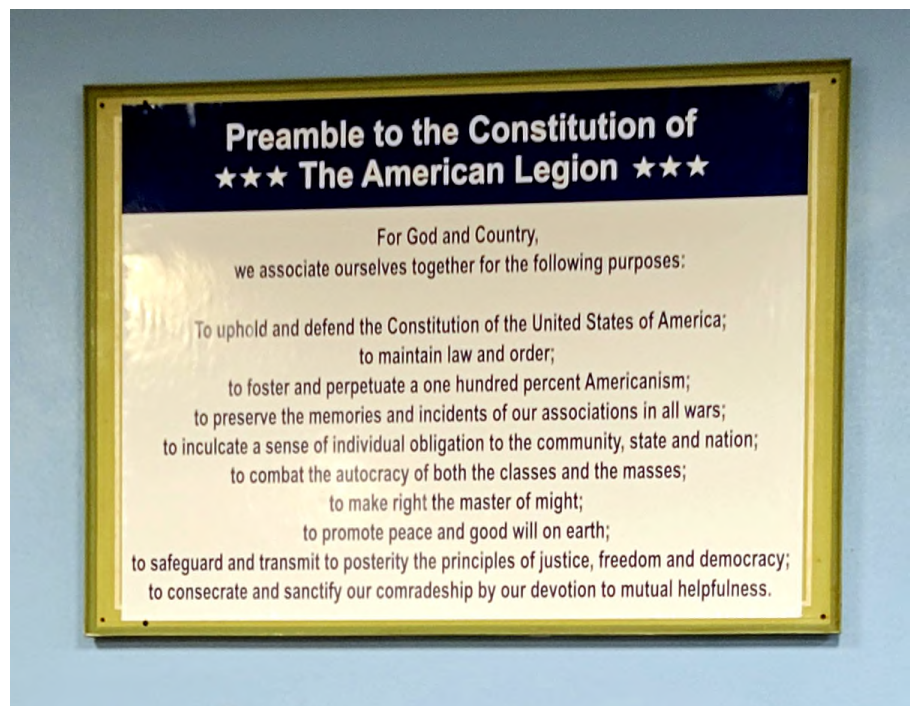 Preamble to the Constitution of
★★★ The American Legion ★★★
For God and Country,
we associate ourselves together for the following purposes:
To uphold and defend the Constitution of the United States of America;
to maintain law and order;
to foster and perpetuate a one hundred percent Americanism;
to preserve the memories and incidents of our associations in all wars;
to inculcate a sense of individual obligation to the community, state and nation;
to combat the autocracy of both the classes and the masses;
to make right the master of might;
to promote peace and good will on earth;
to safeguard and transmit to posterity the principles of justice, freedom and democracy;
to consecrate and sanctify our comradeship by our devotion to mutual helpfulness.